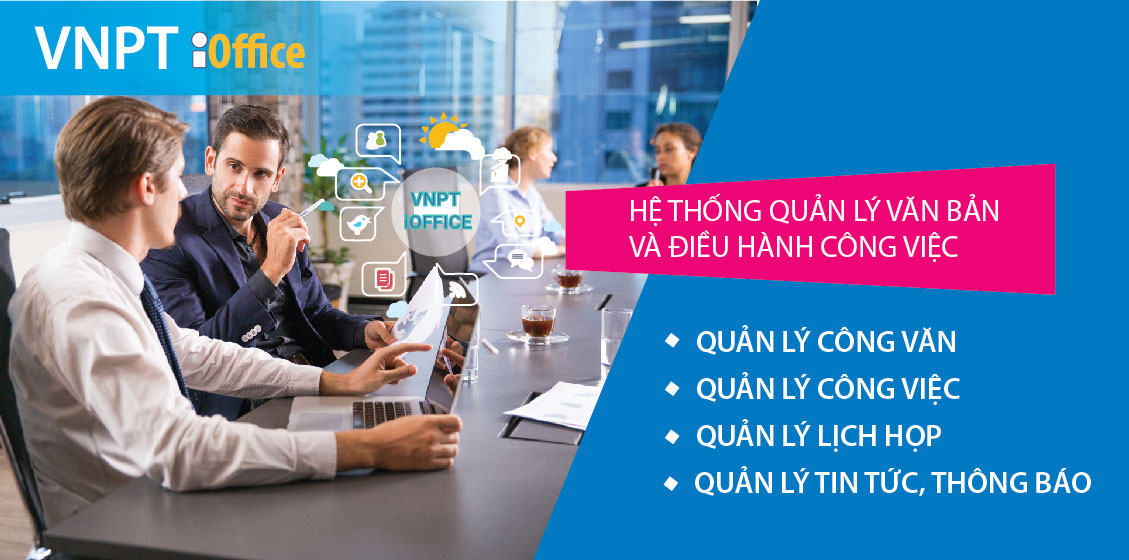 VNPT iOffice
VNPT
iOFFICE
HỆ THỐNG QUẢN LÝ VĂN BẢN
VÀ ĐIỀU HÀNH CÔNG VIỆC
QUẢN LÝ CÔNG VĂN
QUẢN LÝ CÔNG VIỆC
QUẢN LÝ LỊCH HỌP
QUẢN LÝ TIN TỨC, THÔNG BÁO